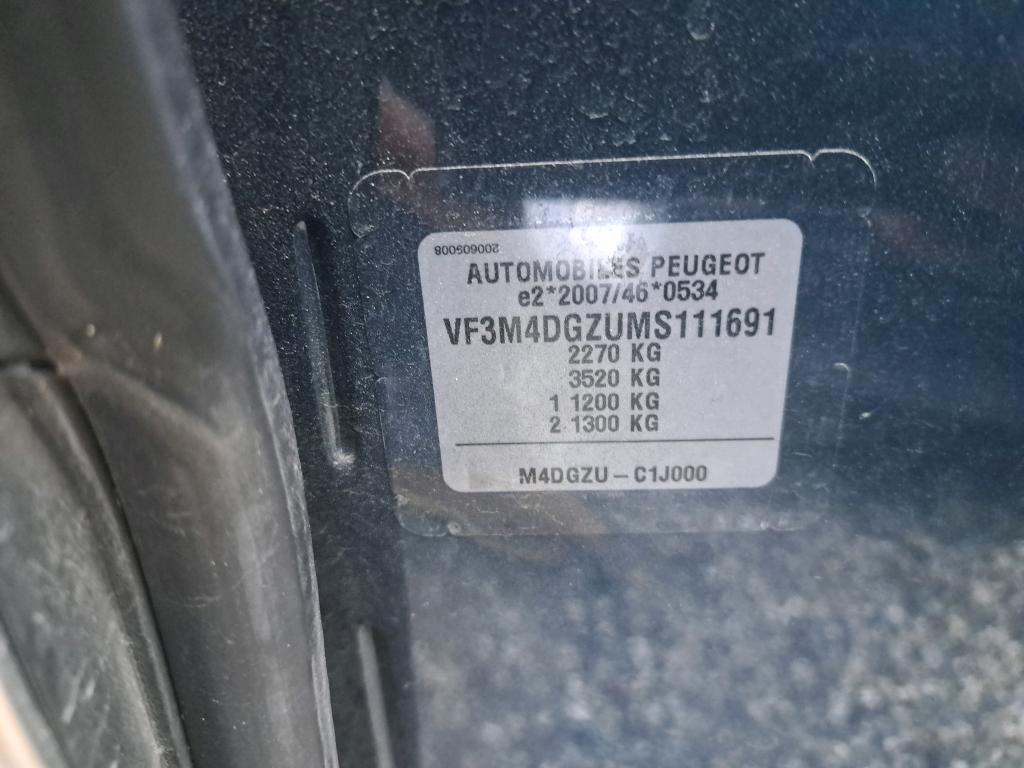 200605008
AUTOMOBILES PEUGEOT
e2*2007/46*0534
VF3M4DGZUMS111691
2270 KG
3520 KG
1 1200 KG
2 1300 KG
M4DGZU – C1J000